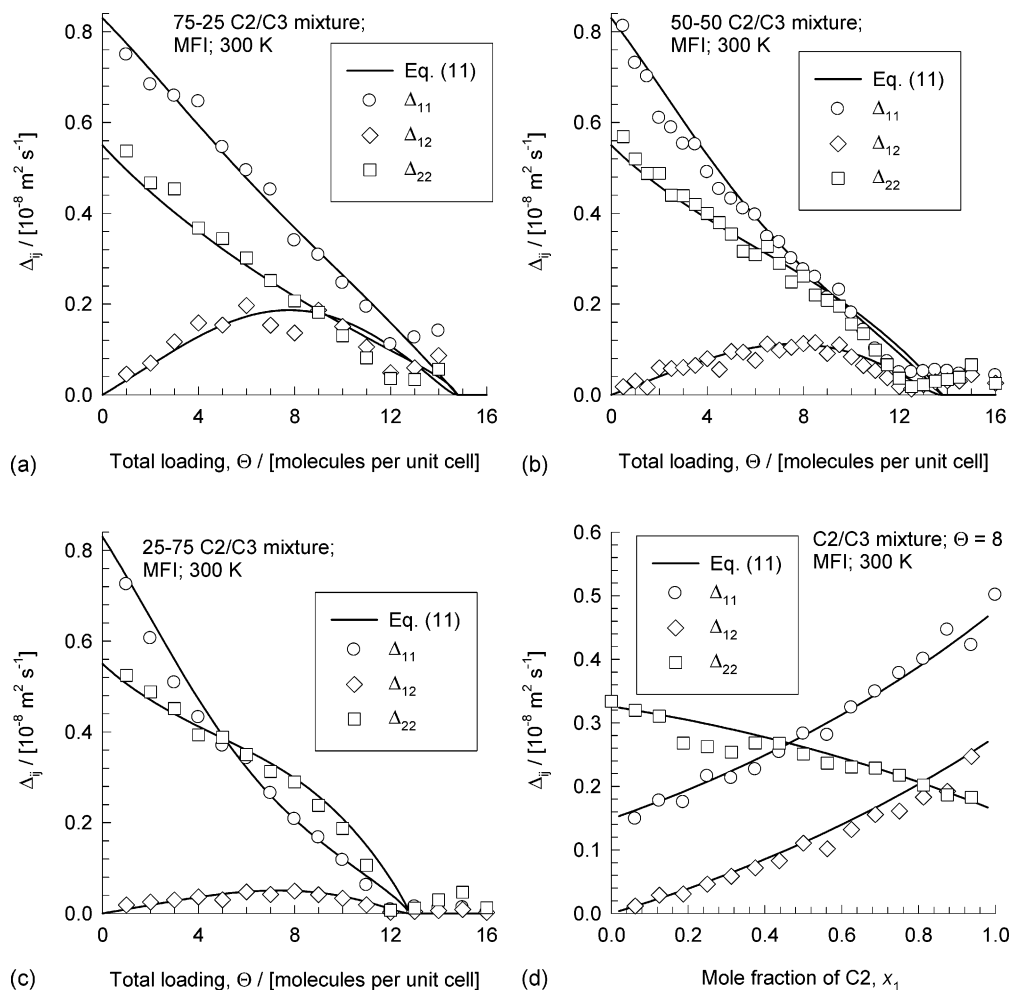 75-25 C2/C3 mixture;
MFI; 300 K
Eq. (11)
Δ11
Δ12
Δ22
0.8
0.6
0.4
0.2
0.0
Δij / [10-8 m2 s-1]
0 4 8 12 16
(a) Total loading, Θ / [molecules per unit cell]
50-50 C2/C3 mixture;
MFI; 300 K
Eq. (11)
Δ11
Δ12
Δ22
0.8
0.6
0.4
0.2
0.0
Δij / [10-8 m2 s-1]
0 4 8 12 16
(b) Total loading, Θ / [molecules per unit cell]
25-75 C2/C3 mixture;
MFI; 300 K
Eq. (11)
Δ11
Δ12
Δ22
0.8
0.6
0.4
0.2
0.0
Δij / [10-8 m2 s-1]
0 4 8 12 16
(c) Total loading, Θ / [molecules per unit cell]
C2/C3 mixture; Θ = 8
MFI; 300 K
Eq. (11)
Δ11
Δ12
Δ22
0.6
0.5
0.4
0.3
0.2
0.1
0.0
Δij / [10-8 m2 s-1]
0.0 0.2 0.4 0.6 0.8 1.0
(d) Mole fraction of C2, x1